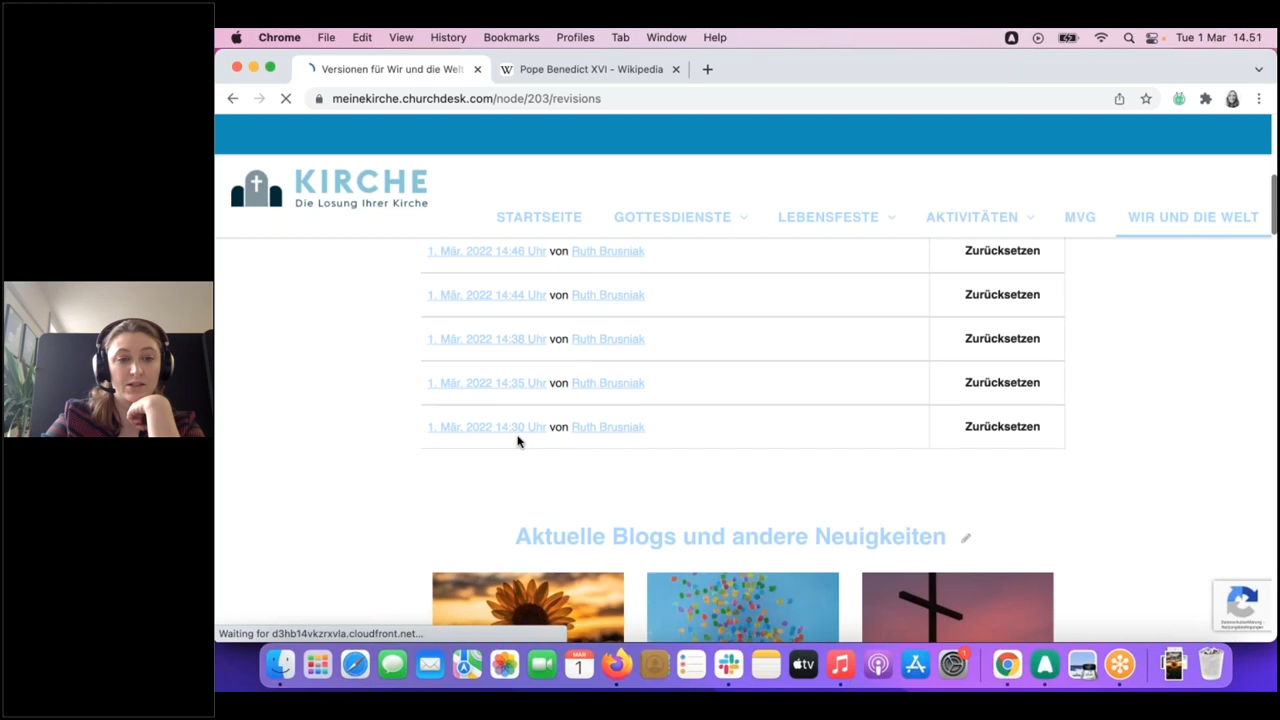 Chrome File Edit View History Bookmarks Profiles Tab Window Help Tue 1 Mar 14.51
Versionen für Wir und die Welt Pope Benedict XVI - Wikipedia
meinekirche.churchdesk.com/node/203/revisions
KIRCHE
Die Losung Ihrer Kirche
STARTSEITE GOTTESDIENSTE LEBENSFESTE AKTIVITÄTEN MVG WIR UND DIE WELT
1. Mär. 2022 14:46 Uhr von Ruth Brusniak Zurücksetzen
1. Mär. 2022 14:44 Uhr von Ruth Brusniak Zurücksetzen
1. Mär. 2022 14:38 Uhr von Ruth Brusniak Zurücksetzen
1. Mär. 2022 14:35 Uhr von Ruth Brusniak Zurücksetzen
1. Mär. 2022 14:30 Uhr von Ruth Brusniak Zurücksetzen
Aktuelle Blogs und andere Neuigkeiten
Waiting for d3hb14vkzrxvla.cloudfront.net...
MAR
1
tv
1